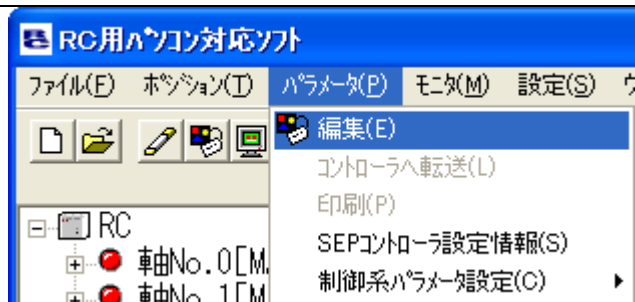 RC用パソコン対応ソフト
ファイル(F) ポジション(T) パラメータ(P) モニタ(M) 設定(S)
編集(E)
コントローラへ転送(L)
印刷(P)
SEPコントローラ設定情報(S)
制御系パラメータ設定(C)
RC
軸No.0[M
軸No.1[M